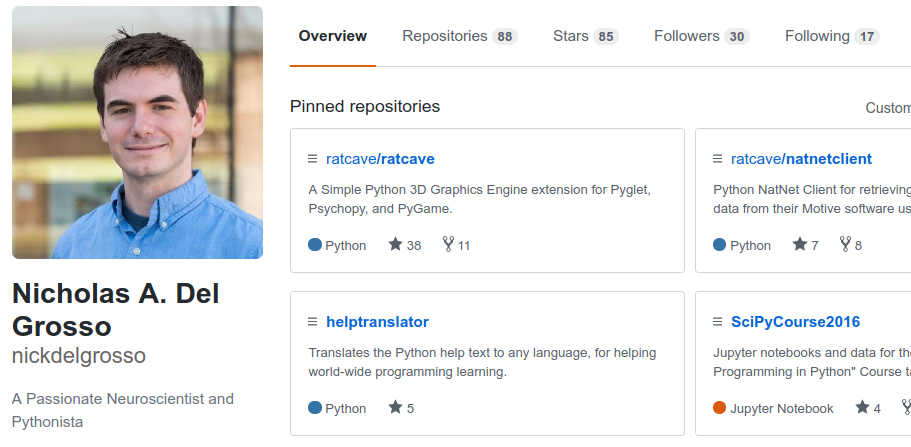 Overview Repositories 88 Stars 85 Followers 30 Following 17
Pinned repositories
ratcave/ratcave
A Simple Python 3D Graphics Engine extension for Pyglet,
Psychopy, and PyGame.
Python 38 11
ratcave/natnetclient
Python NatNet Client for retrieving
data from their Motive software
Python 7 8
helptranslator
Translates the Python help text to any language, for helping
world-wide programming learning.
Python 5
SciPyCourse2016
Jupyter notebooks and data for
Programming in Python" Course
Jupyter Notebook 4
Nicholas A. Del
Grosso
nickdelgrosso
A Passionate Neuroscientist and
Pythonista